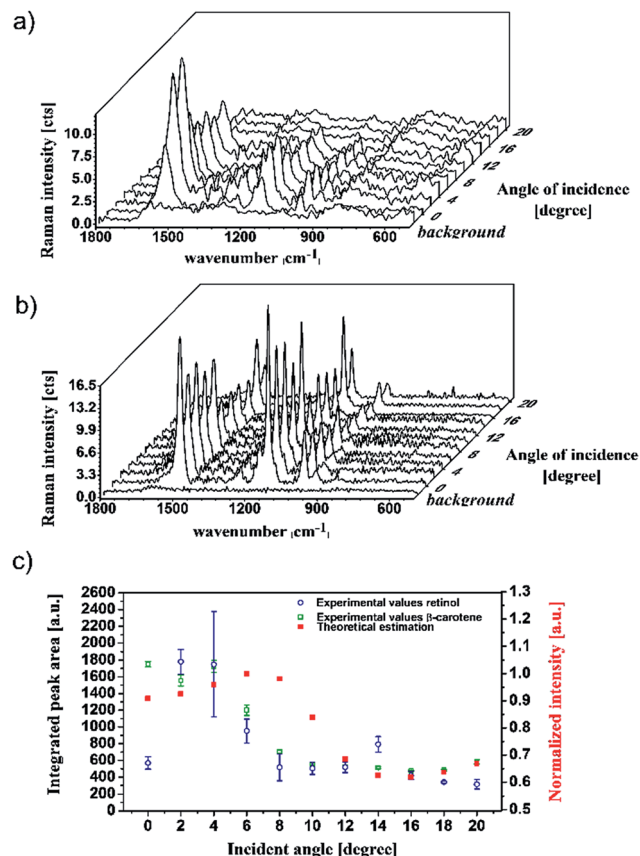 a)
Raman intensity [cts]
10.0
7.5
5.0
2.5
0.0
1800 1500 1200 900 600
wavenumber [cm-1]
background
0
4
8
12
16
20
Angle of incidence
[degree]
b)
Raman intensity [cts]
16.5
13.2
9.9
6.6
3.3
0.0
1800 1500 1200 900 600
wavenumber [cm-1]
background
0
4
8
12
16
20
Angle of incidence
[degree]
c)
Integrated peak area [a.u.]
2600
2400
2200
2000
1800
1600
1400
1200
1000
800
600
400
200
0
Experimental values retinol
Experimental values β-carotene
Theoretical estimation
1.3
1.2
1.1
1.0
0.9
0.8
0.7
0.6
0.5
Normalized intensity [a.u.]
0 2 4 6 8 10 12 14 16 18 20
Incident angle [degree]